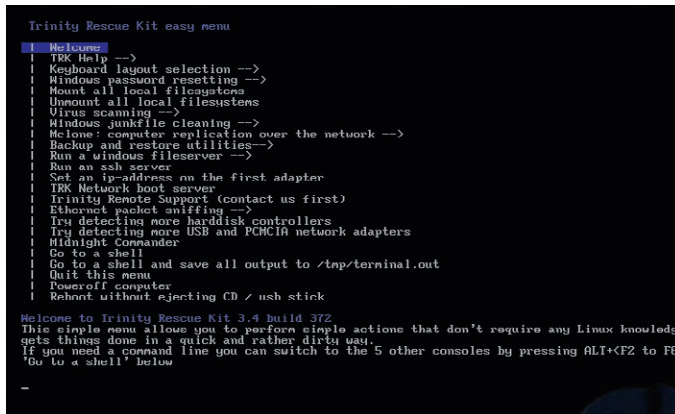 Trinity Rescue Kit easy menu
| Welcome
| TRK Help -->
| Keyboard layout selection -->
| Windows password resetting -->
| Mount all local filesystems
| Unmount all local filesystems
| Virus scanning -->
| Windows junkfile cleaning -->
| Mclone: computer replication over the network -->
| Backup and restore utilities-->
| Run a windows fileserver -->
| Run an ssh server
| Set an ip-address on the first adapter
| TRK Network boot server
| Trinity Remote Support (contact us first)
| Ethernet packet sniffing -->
| Try detecting more harddisk controllers
| Try detecting more USB and PCMCIA network adapters
| Midnight Commander
| Go to a shell
| Go to a shell and save all output to /tmp/terminal.out
| Quit this menu
| Poweroff computer
| Reboot without ejecting CD / usb stick
Welcome to Trinity Rescue Kit 3.4 build 372
This simple menu allows you to perform simple actions that don't require any Linux knowledg
gets things done in a quick and rather dirty way.
If you need a command line you can switch to the 5 other consoles by pressing ALT+<F2 to F6
'Go to a shell' below